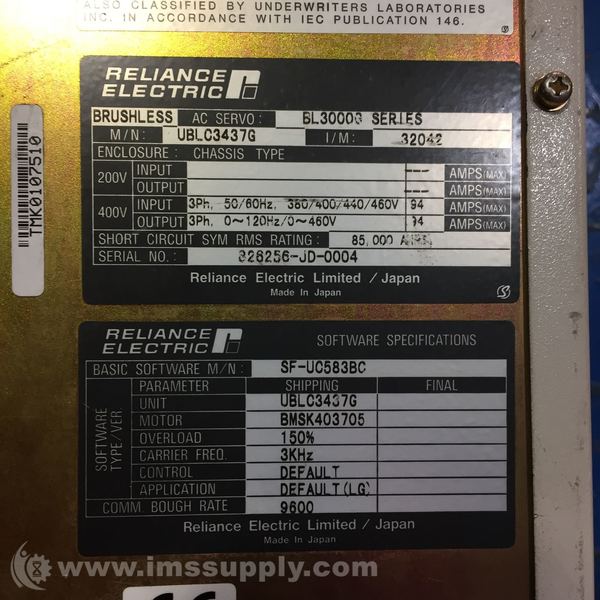 ALSO CLASSIFIED BY UNDERWRITERS LABORATORIES
INC. IN ACCORDANCE WITH IEC PUBLICATION 146.
RELIANCE
ELECTRIC
BRUSHLESS AC SERVO: BL3000G SERIES
M/N: UBLC3437G I/M: 32042
ENCLOSURE: CHASSIS TYPE
200V INPUT --- AMPS(MAX)
OUTPUT --- AMPS(MAX)
400V INPUT 3Ph, 50/60Hz, 380/400/440/460V 94 AMPS(MAX)
OUTPUT 3Ph, 0~120Hz/0~460V 94 AMPS(MAX)
SHORT CIRCUIT SYM RMS RATING: 85,000 ARMS
SERIAL NO.: 326256-JD-0004
Reliance Electric Limited / Japan
Made in Japan
TMK0107510
RELIANCE
ELECTRIC
SOFTWARE SPECIFICATIONS
BASIC SOFTWARE M/N: SF-UC583BC
SOFTWARE TYPE/VER.
PARAMETER SHIPPING FINAL
UNIT UBLC3437G
MOTOR BMSK403705
OVERLOAD 150%
CARRIER FREQ. 3KHz
CONTROL DEFAULT
APPLICATION DEFAULT(LG)
COMM. BOUGH RATE 9600
Reliance Electric Limited / Japan
Made in Japan
www.imssupply.com